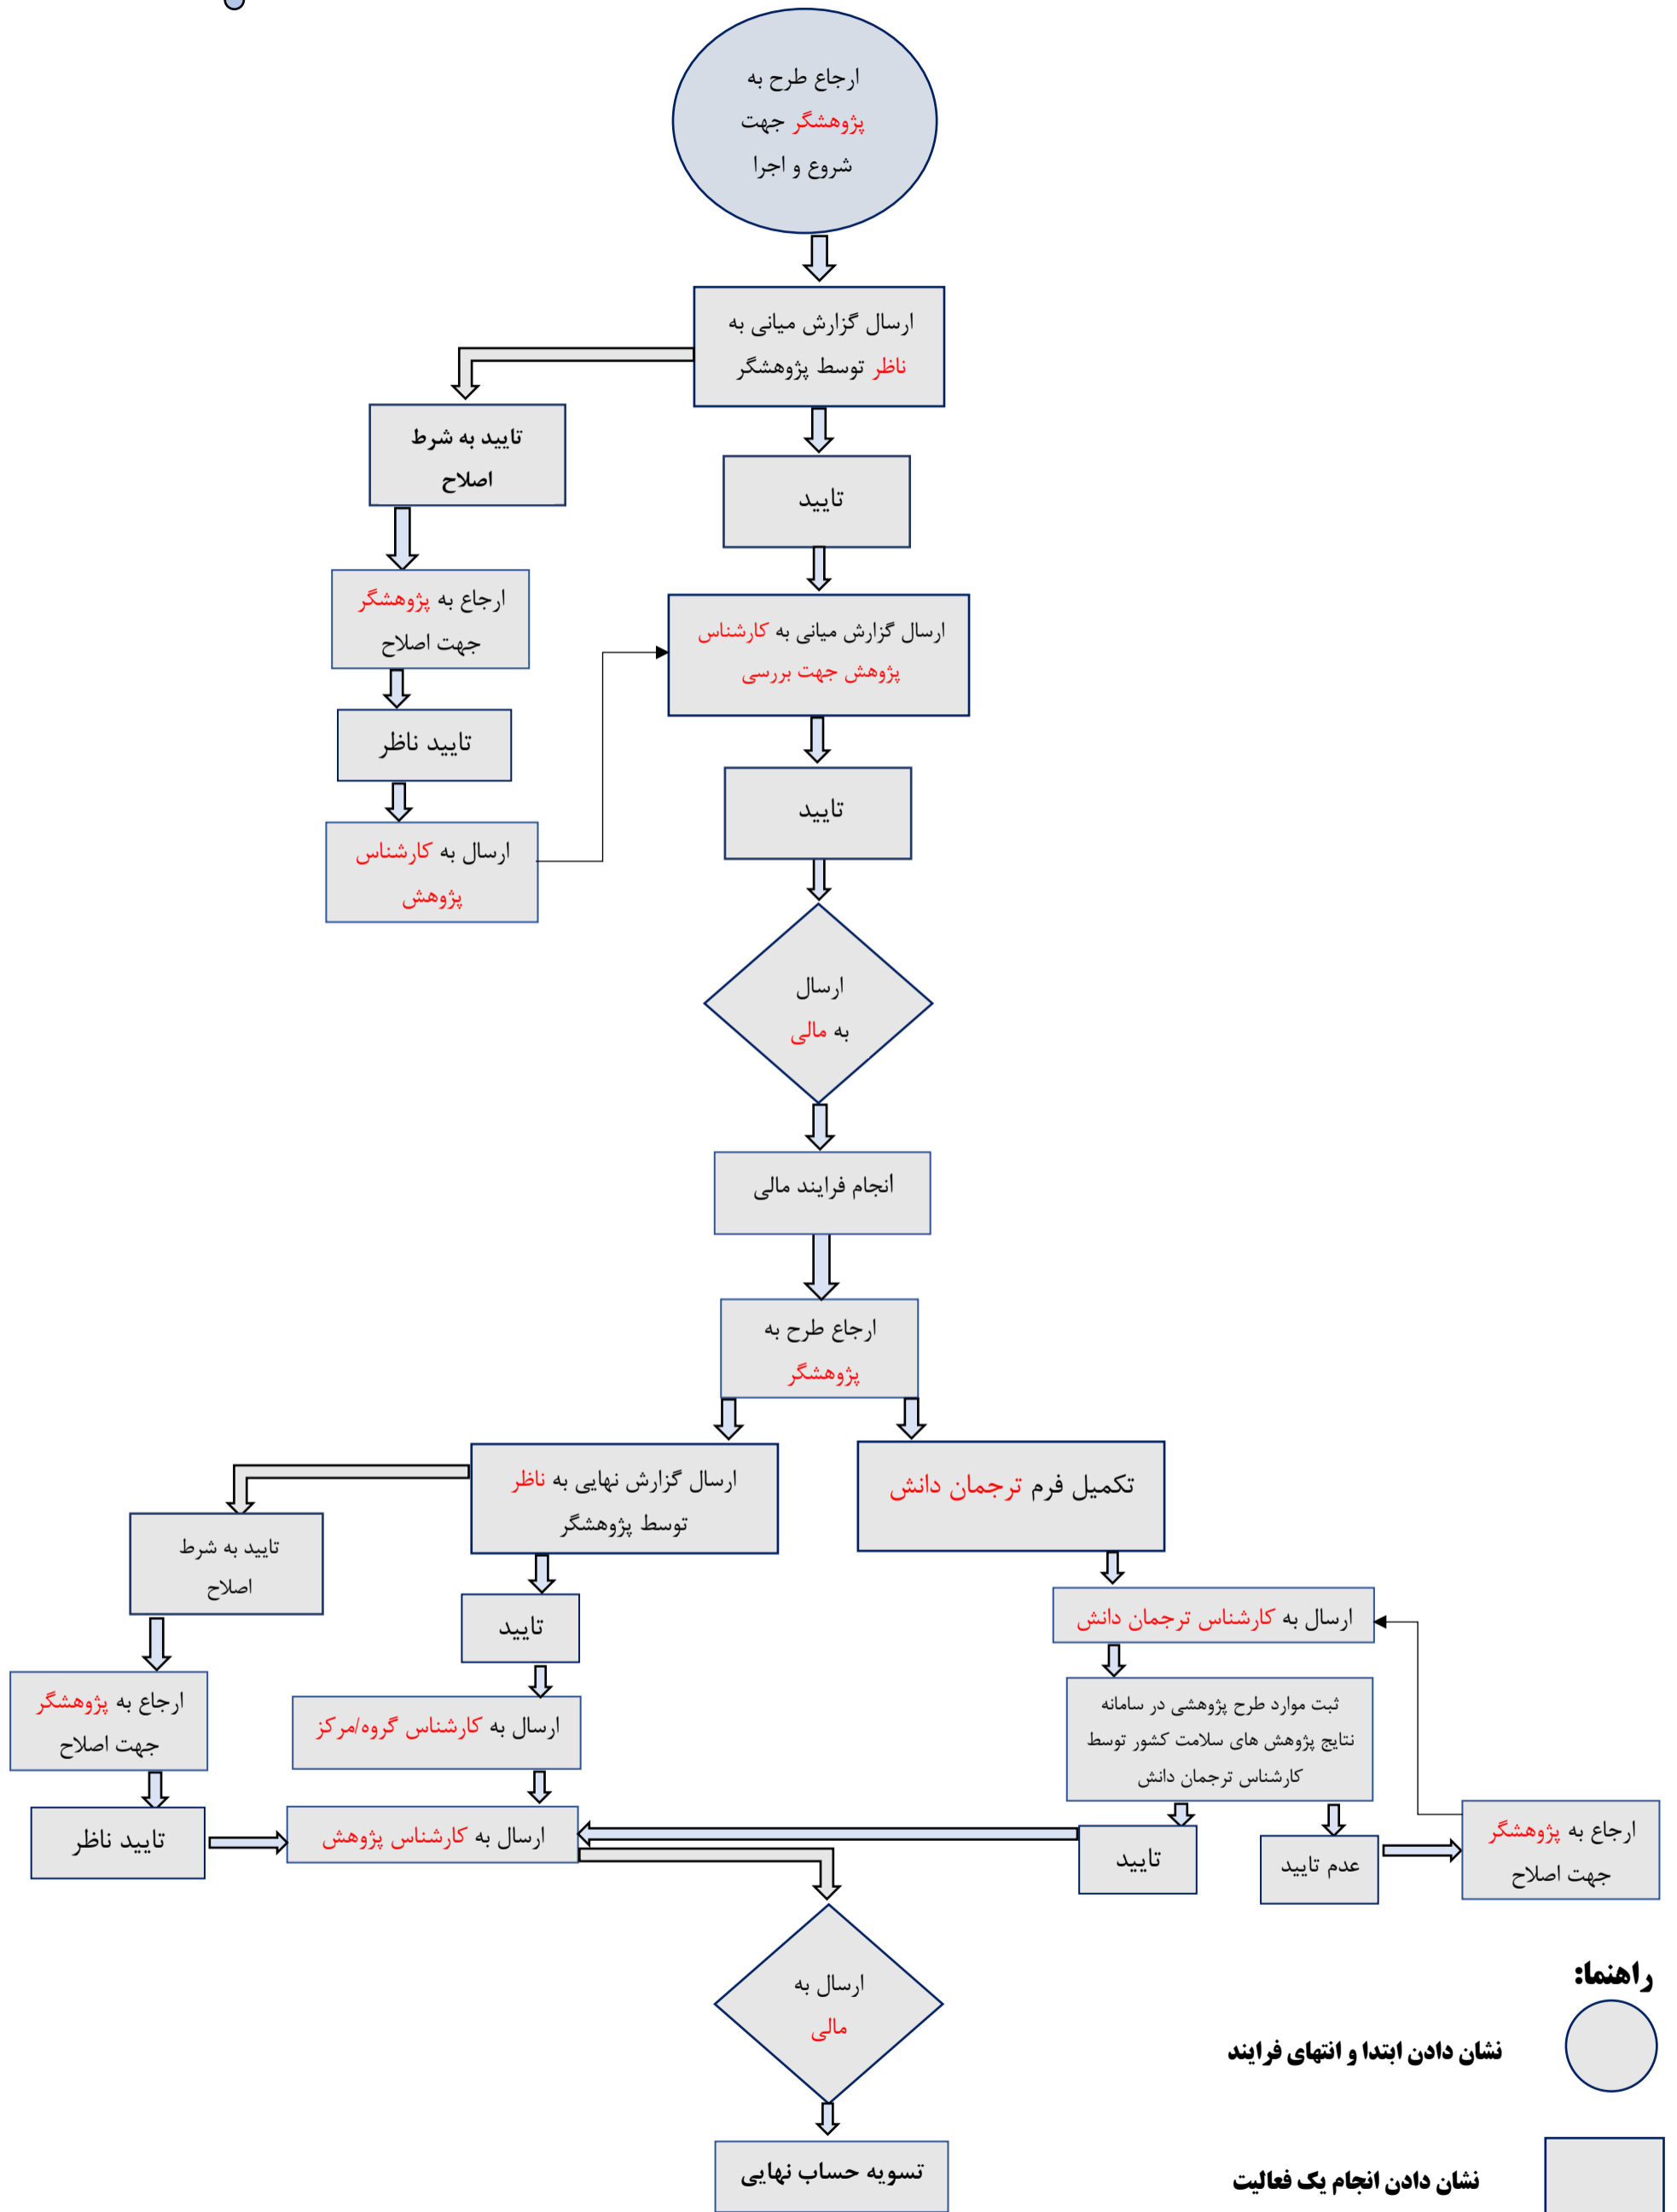 ارجاع طرح به
پژوهشگر جهت
شروع و اجرا
ارسال گزارش میانی به
ناظر توسط پژوهشگر
تایید به شرط
اصلاح
تایید
ارجاع به پژوهشگر
جهت اصلاح
ارسال گزارش میانی به کارشناس
پژوهش جهت بررسی
تایید ناظر
تایید
ارسال به کارشناس
پژوهش
ارسال
به مالی
انجام فرایند مالی
ارجاع طرح به
پژوهشگر
تکمیل فرم ترجمان دانش
ارسال گزارش نهایی به ناظر
توسط پژوهشگر
تایید به شرط
اصلاح
تایید
ارسال به کارشناس ترجمان دانش
ارجاع به پژوهشگر
جهت اصلاح
ارسال به کارشناس گروه/مرکز
ثبت موارد طرح پژوهشی در سامانه
نتایج پژوهش های سلامت کشور توسط
کارشناس ترجمان دانش
تایید ناظر
ارسال به کارشناس پژوهش
تایید
عدم تایید
ارجاع به پژوهشگر
جهت اصلاح
ارسال به
مالی
تسویه حساب نهایی
راهنما:
نشان دادن ابتدا و انتهای فرایند
نشان دادن انجام یک فعالیت